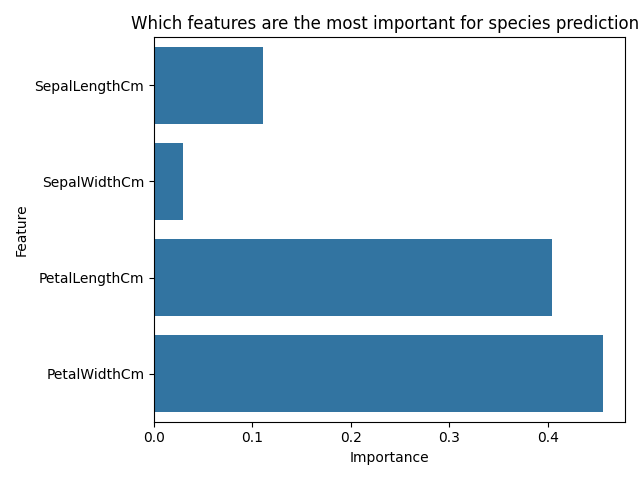 Which features are the most important for species prediction
SepalLengthCm
SepalWidthCm
PetalLengthCm
PetalWidthCm
Feature
0.0 0.1 0.2 0.3 0.4
Importance